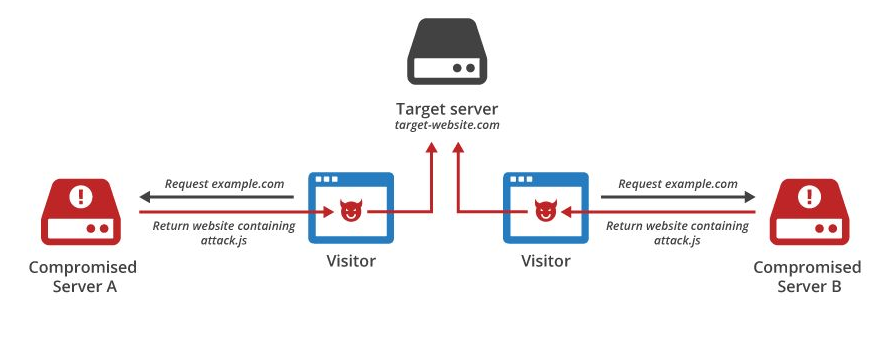 Target server
target-website.com
Request example.com
Return website containing
attack.js
Compromised
Server A
Visitor
Visitor
Request example.com
Return website containing
attack.js
Compromised
Server B